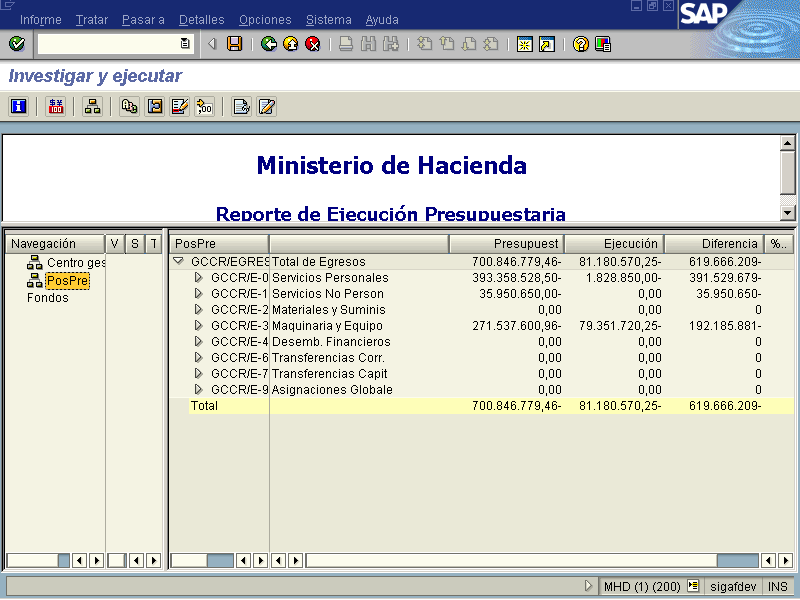 Informe Tratar Pasar a Detalles Opciones Sistema Ayuda
SAP
Investigar y ejecutar
Ministerio de Hacienda
Reporte de Ejecución Presupuestaria
Navegación V S T
Centro ges
PosPre
Fondos
PosPre Presupuest Ejecución Diferencia %..
GCCR/EGRES Total de Egresos 700.846.779,46- 81.180.570,25- 619.666.209-
GCCR/E-0 Servicios Personales 393.358.528,50- 1.828.850,00- 391.529.679-
GCCR/E-1 Servicios No Person 35.950.650,00- 0,00 35.950.650-
GCCR/E-2 Materiales y Suminis 0,00 0,00 0
GCCR/E-3 Maquinaria y Equipo 271.537.600,96- 79.351.720,25- 192.185.881-
GCCR/E-4 Desemb. Financieros 0,00 0,00 0
GCCR/E-6 Transferencias Corr. 0,00 0,00 0
GCCR/E-7 Transferencias Capit 0,00 0,00 0
GCCR/E-9 Asignaciones Globale 0,00 0,00 0
Total 700.846.779,46- 81.180.570,25- 619.666.209-
MHD (1) (200) sigafdev INS